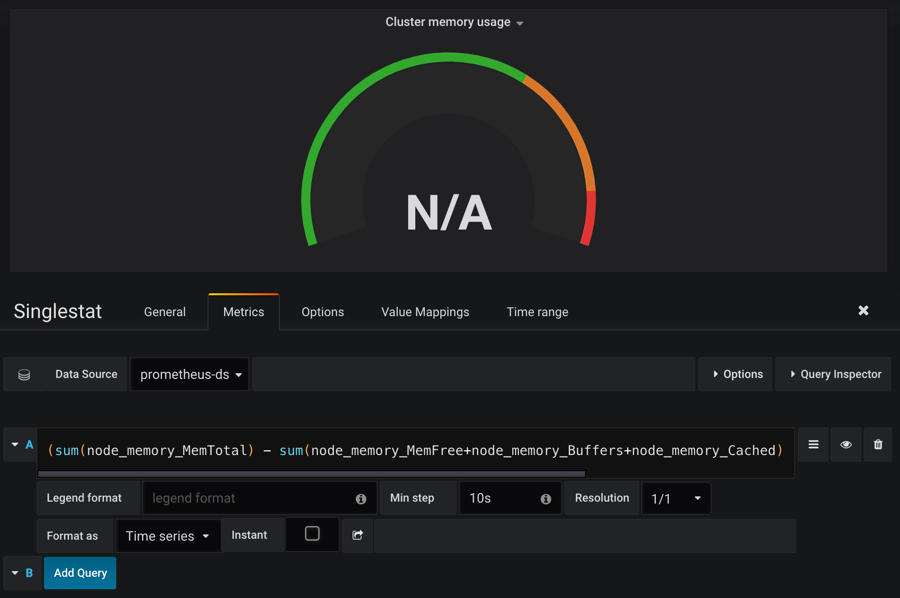 Cluster memory usage
N/A
Singlestat General Metrics Options Value Mappings Time range
Data Source prometheus-ds Options Query Inspector
A (sum(node_memory_MemTotal) - sum(node_memory_MemFree+node_memory_Buffers+node_memory_Cached)
Legend format legend format Min step 10s Resolution 1/1
Format as Time series Instant
B Add Query